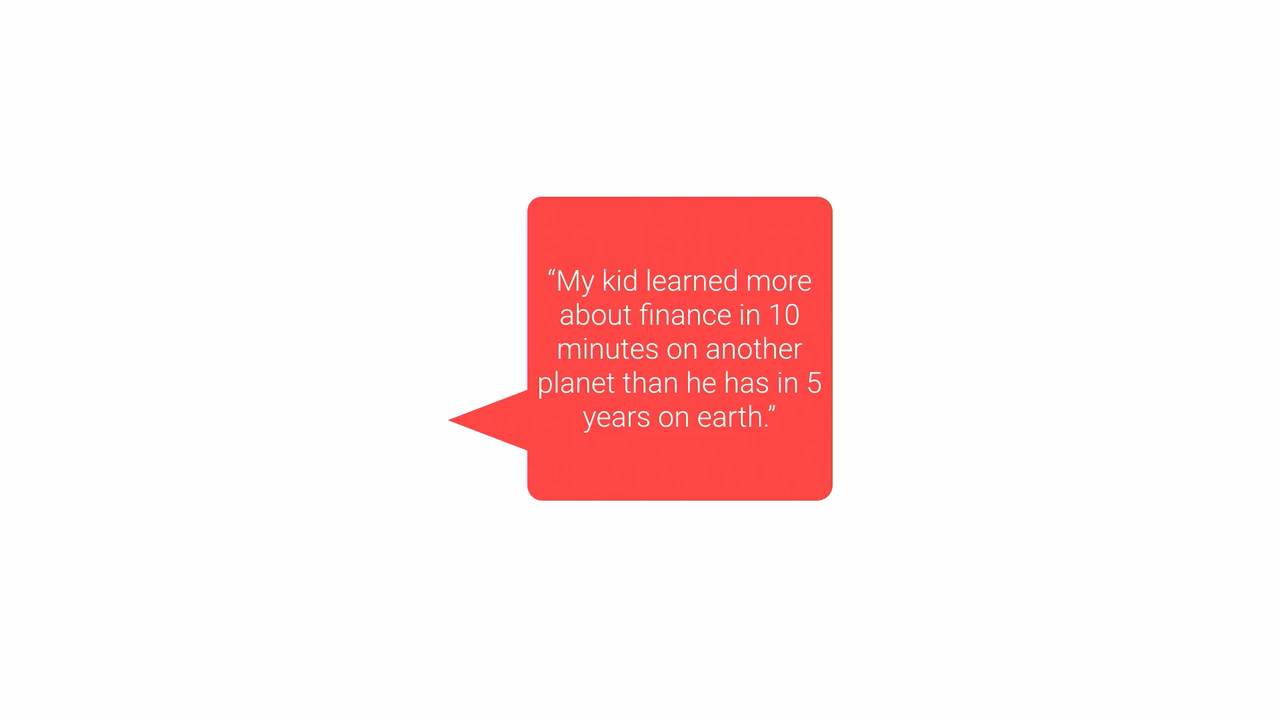 “My kid learned more
about finance in 10
minutes on another
planet than he has in 5
years on earth.”